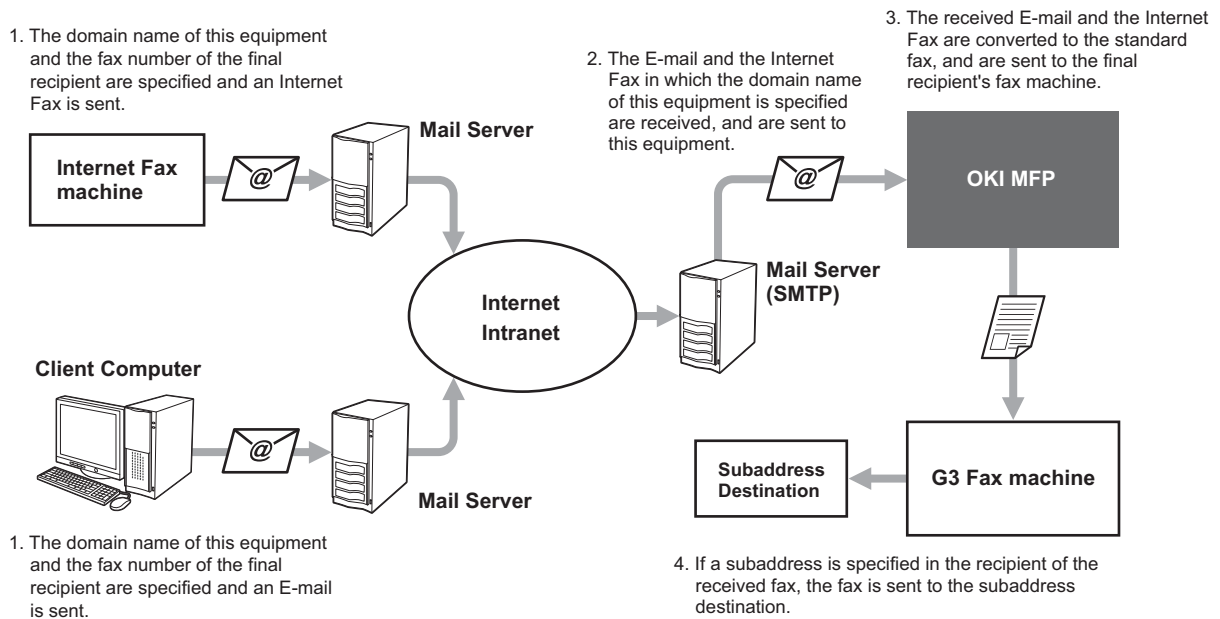 1. The domain name of this equipment
and the fax number of the final
recipient are specified and an Internet
Fax is sent.
Internet Fax
machine
@
Mail Server
2. The E-mail and the Internet
Fax in which the domain name
of this equipment is specified
are received, and are sent to
this equipment.
3. The received E-mail and the Internet
Fax are converted to the standard
fax, and are sent to the final
recipient's fax machine.
@
OKI MFP
Internet
Intranet
Mail Server
(SMTP)
Client Computer
@
Mail Server
1. The domain name of this equipment
and the fax number of the final
recipient are specified and an E-mail
is sent.
Subaddress
Destination
G3 Fax machine
4. If a subaddress is specified in the recipient of the
received fax, the fax is sent to the subaddress
destination.